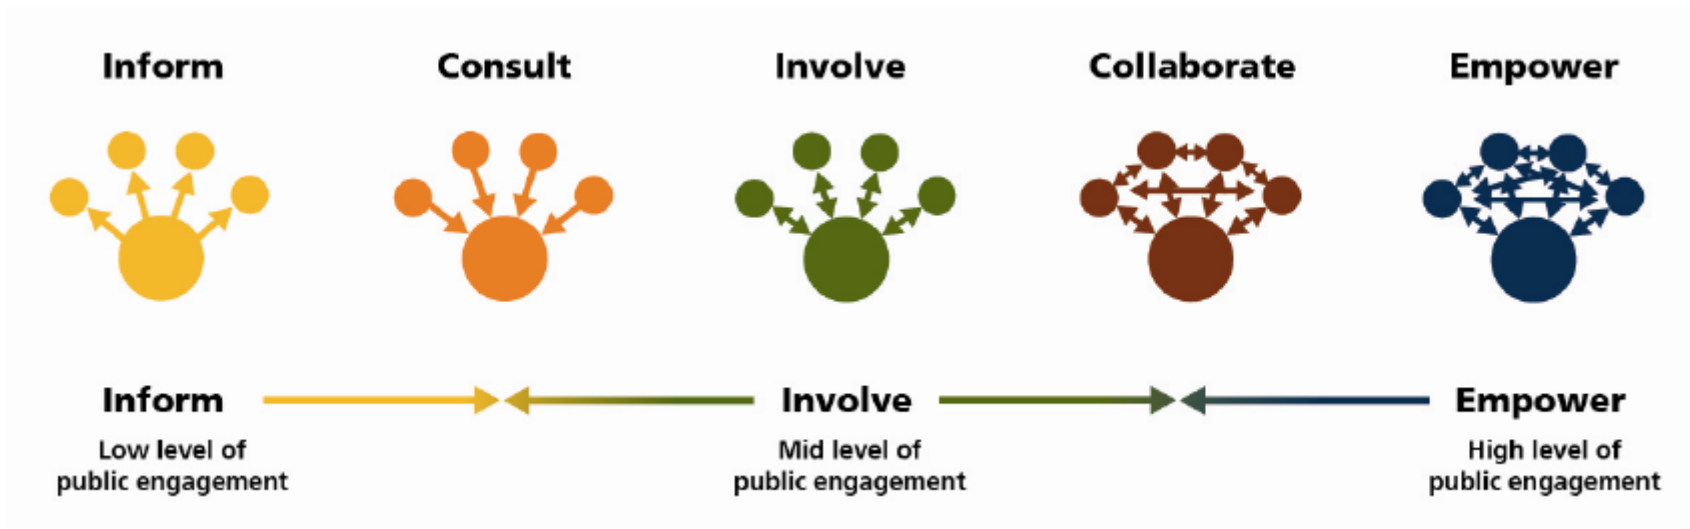 Inform
Consult
Involve
Collaborate
Empower
Inform
Involve
Empower
Low level of
public engagement
Mid level of
public engagement
High level of
public engagement